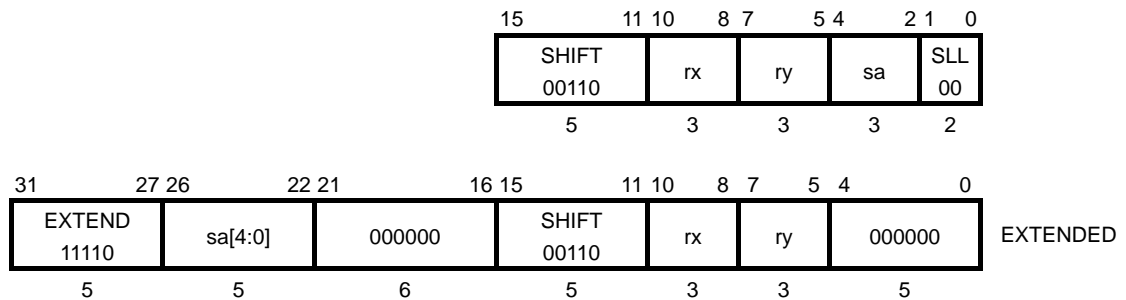 15 11 10 8 7 5 4 2 1 0
SHIFT
00110 rx ry sa SLL
00
5 3 3 3 2
31 27 26 22 21 16 15 11 10 8 7 5 4 0
EXTEND
11110 sa[4:0] 000000 SHIFT
00110 rx ry 000000 EXTENDED
5 5 6 5 3 3 5